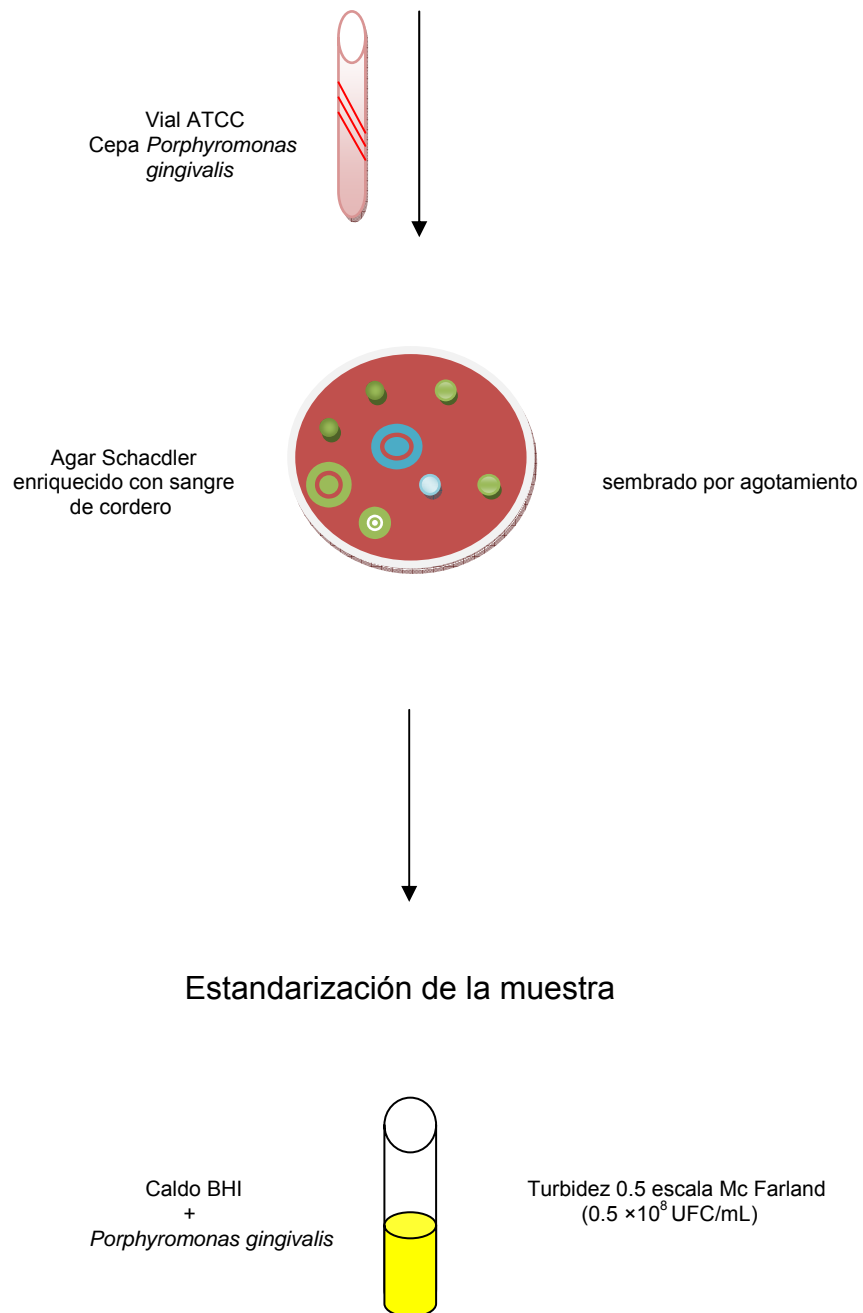 Vial ATCC
Cepa Porphyromonas
gingivalis
Agar Schacdler
enriquecido con sangre
de cordero
sembrado por agotamiento
Estandarización de la muestra
Caldo BHI
+
Porphyromonas gingivalis
Turbidez 0.5 escala Mc Farland
(0.5 ×10⁸ UFC/mL)